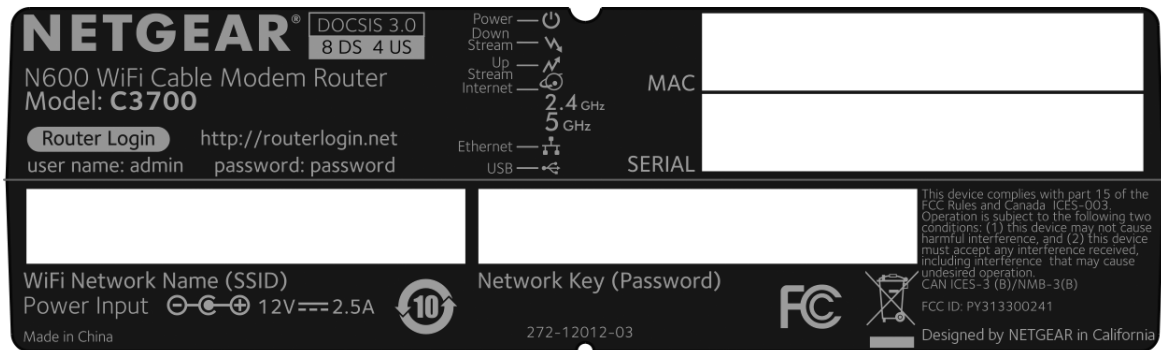 NETGEAR®
DOCSIS 3.0
8 DS 4 US
N600 WiFi Cable Modem Router
Model: C3700
Router Login http://routerlogin.net
user name: admin password: password
Power
Down
Stream
Up
Stream
Internet
2.4 GHz
5 GHz
Ethernet
USB
MAC
SERIAL
WiFi Network Name (SSID)
Power Input 12V 2.5A
10
Made in China
Network Key (Password)
272-12012-03
FC
This device complies with part 15 of the
FCC Rules and Canada ICES-003.
Operation is subject to the following two
conditions: (1) this device may not cause
harmful interference, and (2) this device
must accept any interference received,
including interference that may cause
undesired operation.
CAN ICES-3 (B)/NMB-3(B)
FCC ID: PY313300241
Designed by NETGEAR in California